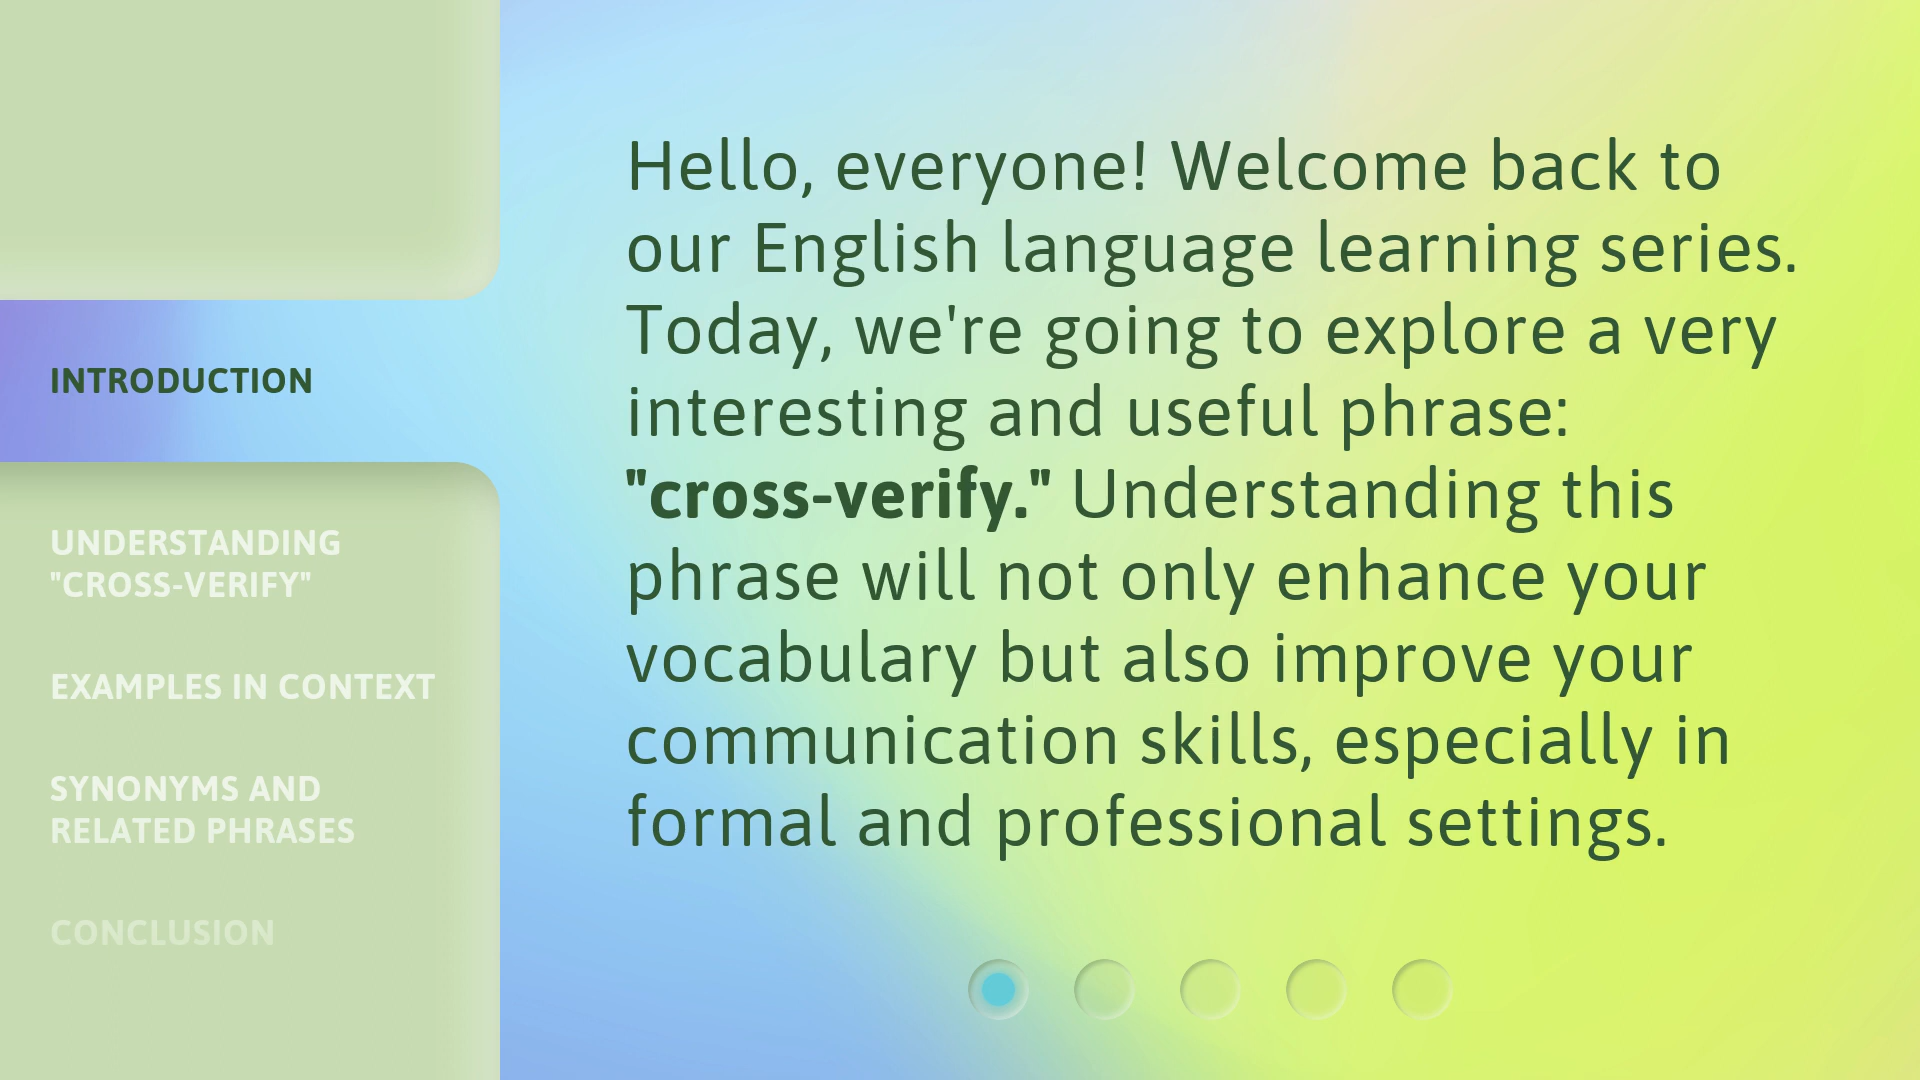 INTRODUCTION
UNDERSTANDING
"CROSS-VERIFY"
EXAMPLES IN CONTEXT
SYNONYMS AND
RELATED PHRASES
CONCLUSION
Hello, everyone! Welcome back to
our English language learning series.
Today, we're going to explore a very
interesting and useful phrase:
"cross-verify." Understanding this
phrase will not only enhance your
vocabulary but also improve your
communication skills, especially in
formal and professional settings.